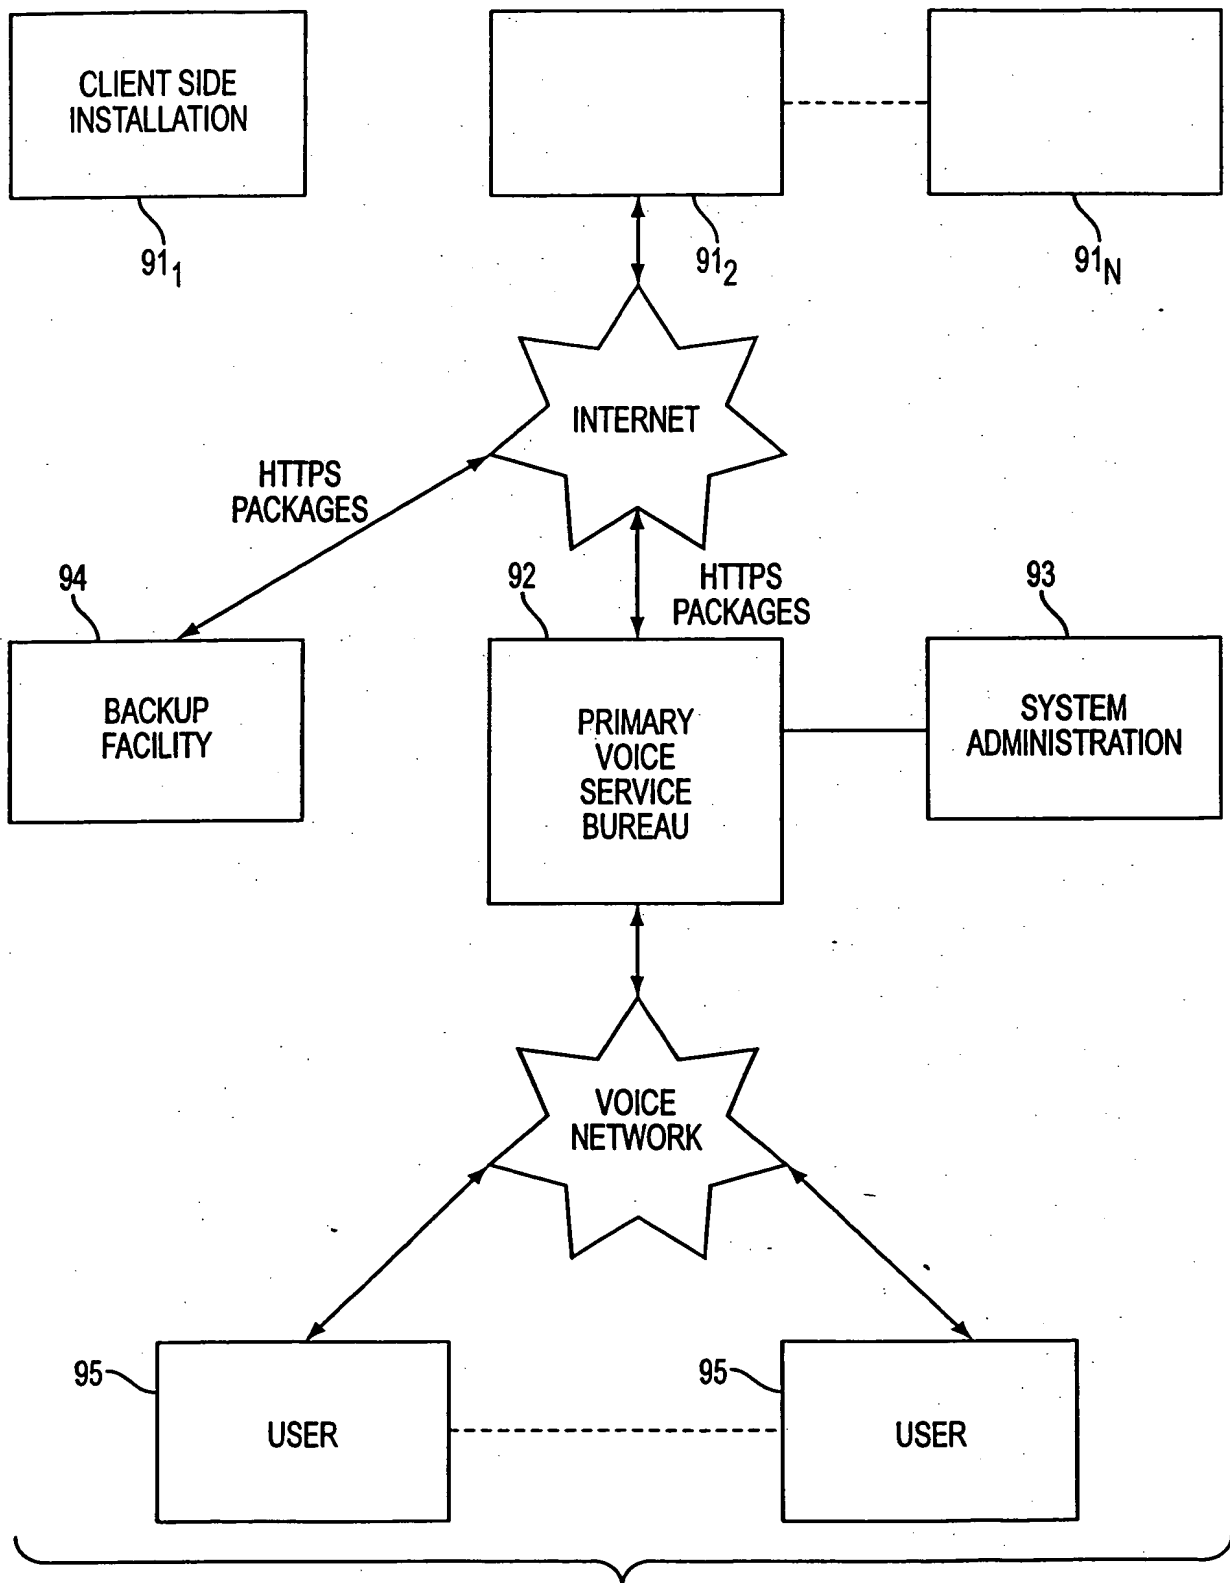 CLIENT SIDE
INSTALLATION
91₁
91₂
91N
INTERNET
HTTPS
PACKAGES
HTTPS
PACKAGES
94
92
93
BACKUP
FACILITY
PRIMARY
VOICE
SERVICE
BUREAU
SYSTEM
ADMINISTRATION
VOICE
NETWORK
95
USER
95
USER